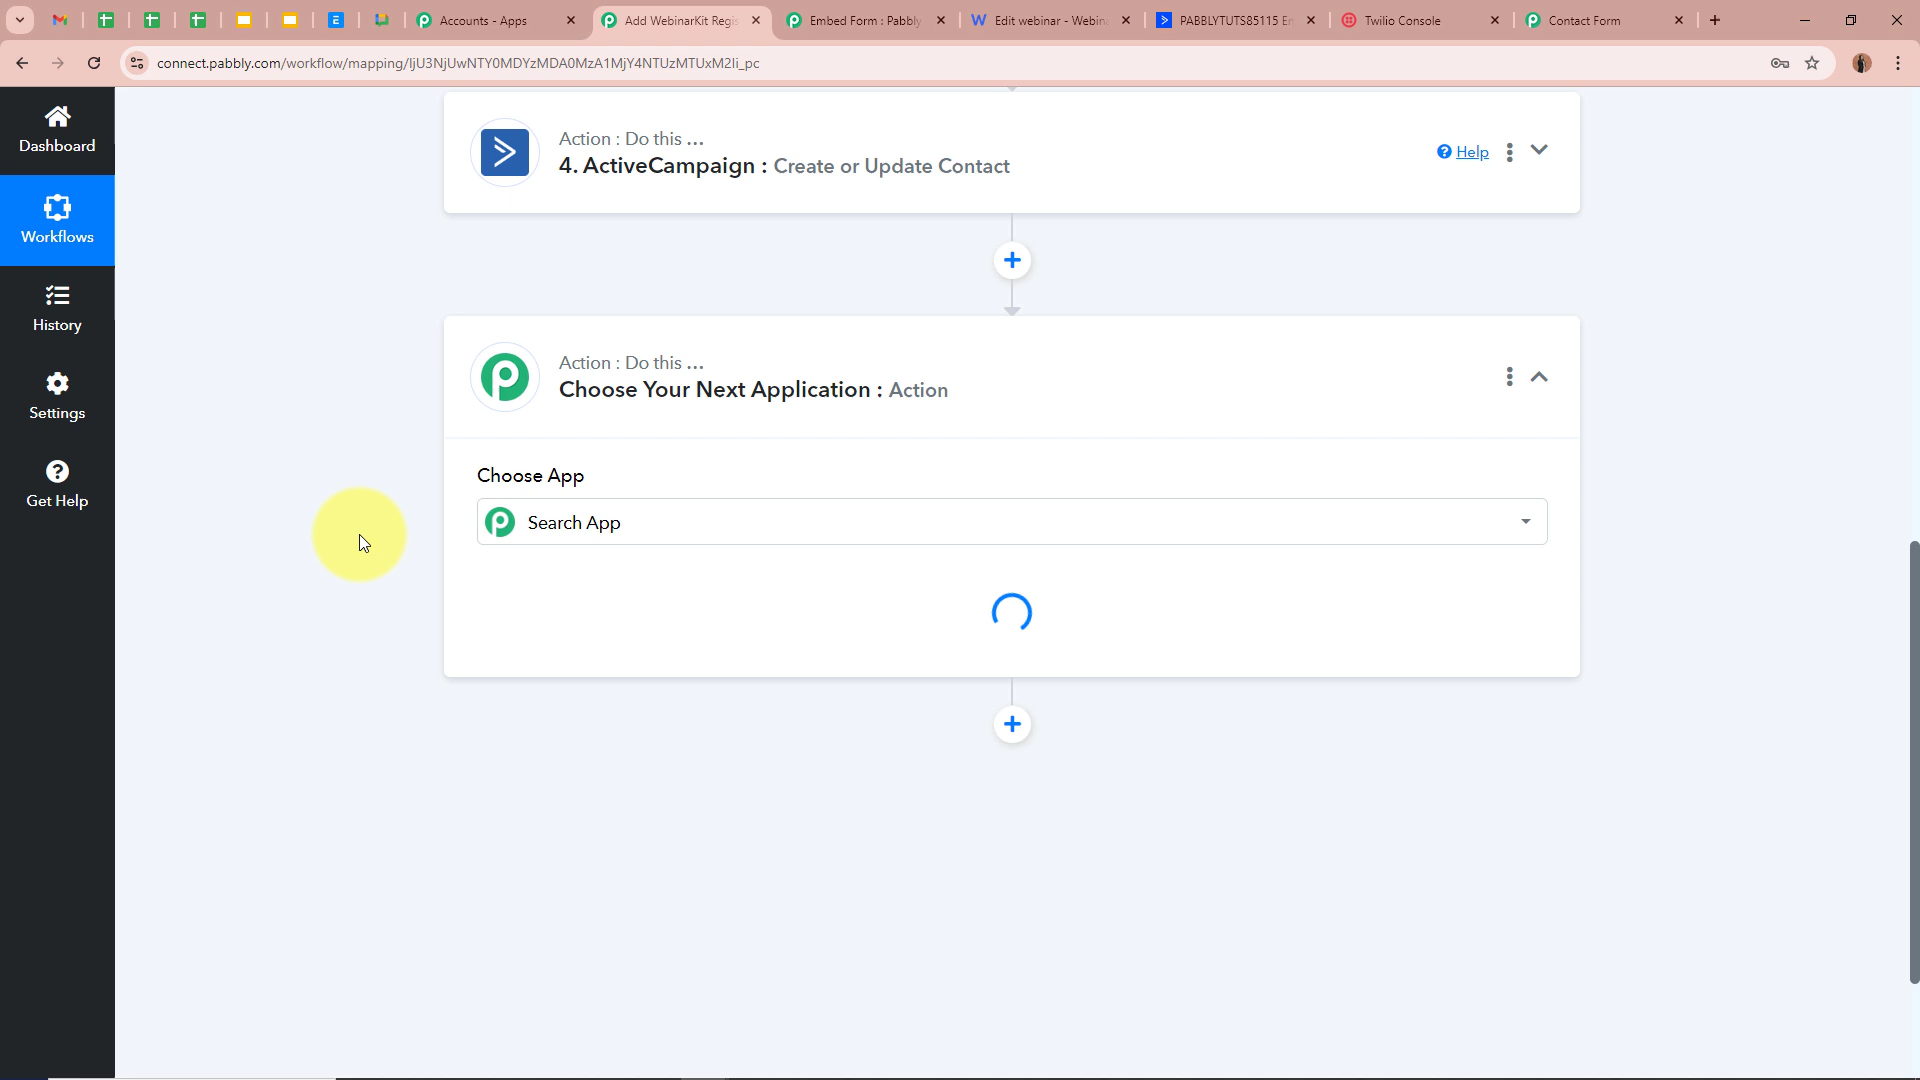 Accounts - Apps
Add WebinarKit Regis
Embed Form : Pabbly
Edit webinar - Webina
PABBLYTUTS85115 Em
Twilio Console
Contact Form
connect.pabbly.com/workflow/mapping/IjU3NjUwNTY0MDYzMDA0MzA1MjY4NTUzMTUxM2Ii_pc
Dashboard
Workflows
History
Settings
Get Help
Action : Do this ...
4. ActiveCampaign : Create or Update Contact
Help
Action : Do this ...
Choose Your Next Application : Action
Choose App
Search App